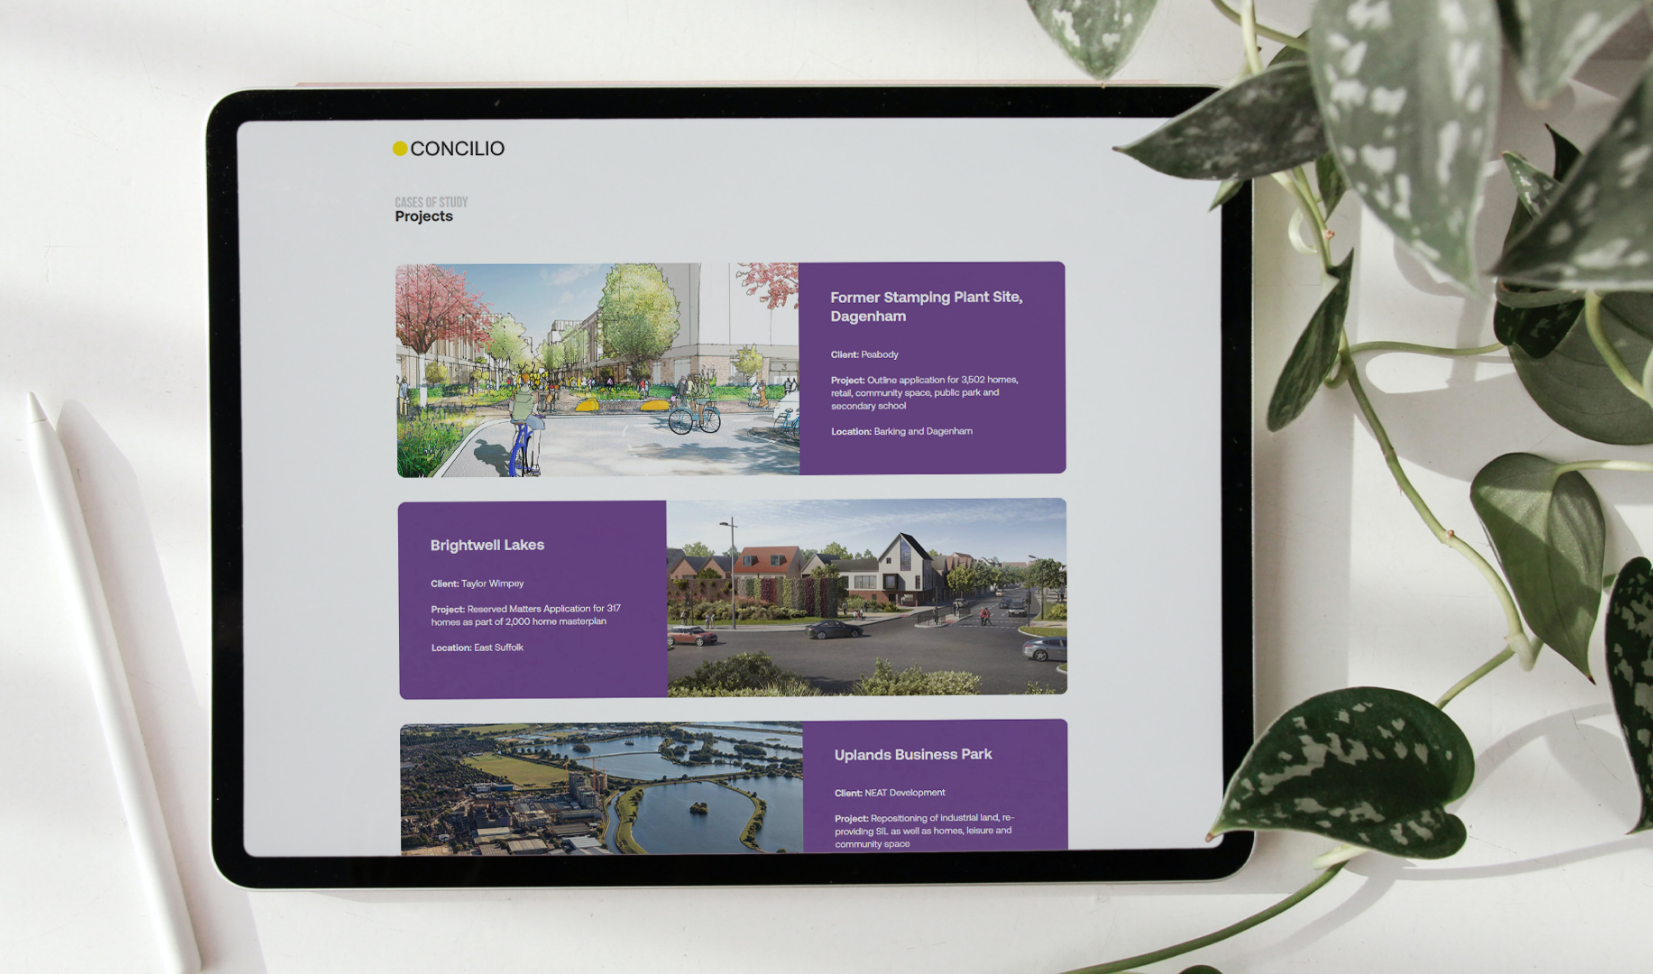 CONCILIO
CASES OF STUDY
Projects
Former Stamping Plant Site,
Dagenham
Client: Peabody
Project: Outline application for 3,502 homes,
retail, community space, public park and
secondary school
Location: Barking and Dagenham
Brightwell Lakes
Client: Taylor Wimpey
Project: Reserved Matters Application for 317
homes as part of 2,000 home masterplan
Location: East Suffolk
Uplands Business Park
Client: NEAT Development
Project: Repositioning of industrial land, re-
providing SIL as well as homes, leisure and
community space